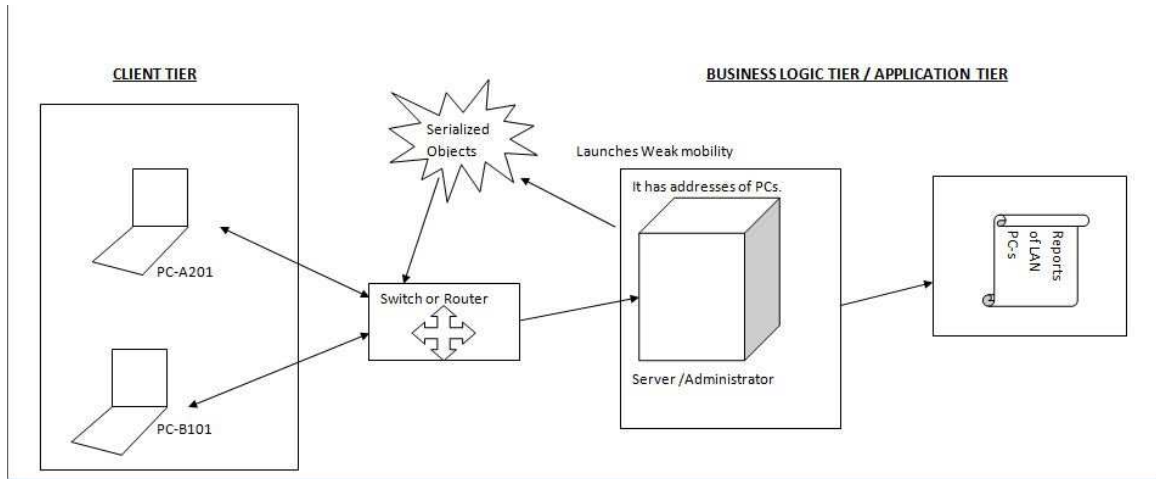 CLIENT TIER
BUSINESS LOGIC TIER / APPLICATION TIER
Serialized
Objects
Launches Weak mobility
It has addresses of PCs.
Reports
of LAN
PC-s
PC-A201
Switch or Router
Server /Administrator
PC-B101